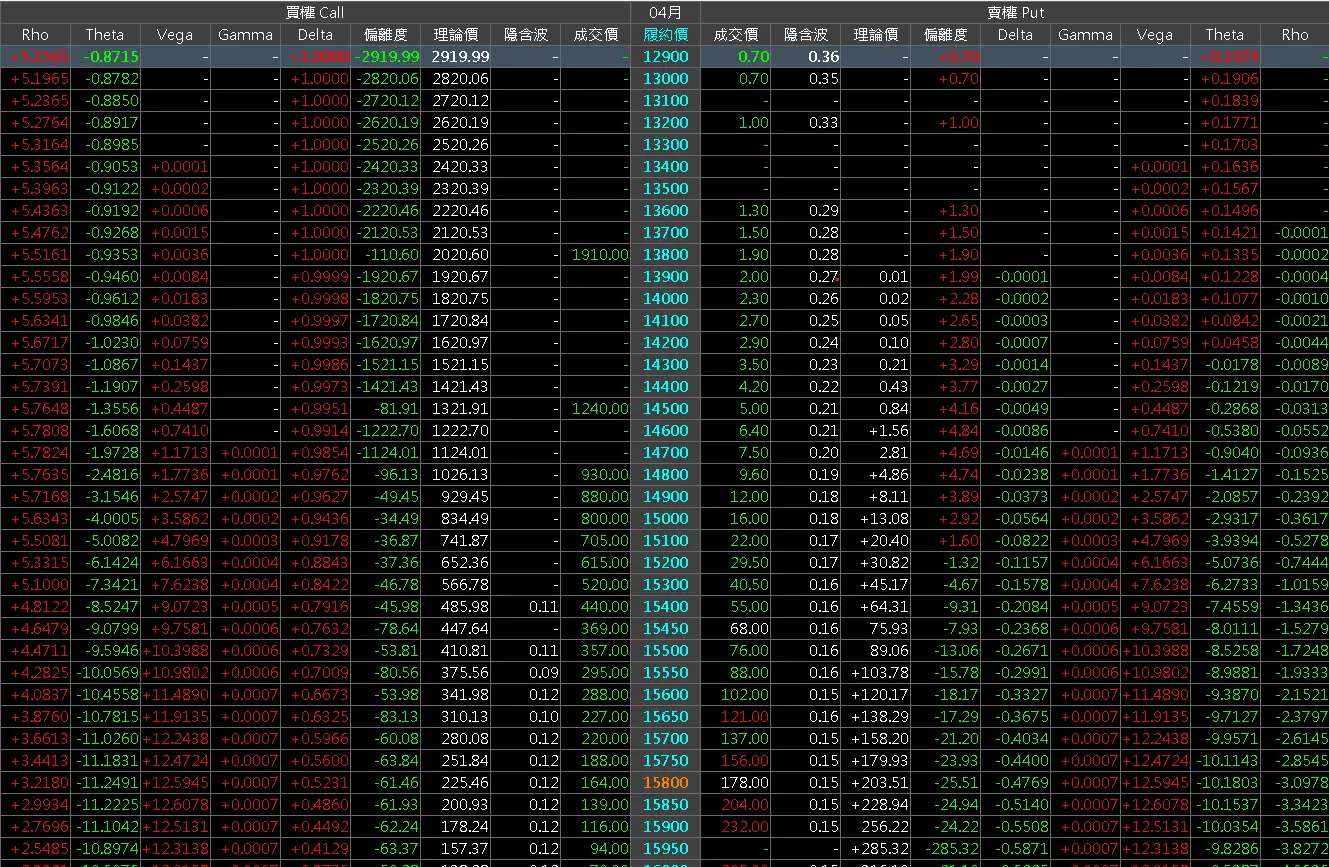 買權 Call 04月 賣權 Put
Rho Theta Vega Gamma Delta 偏離度 理論價 隱含波 成交價 履約價 成交價 隱含波 理論價 偏離度 Delta Gamma Vega Theta Rho
+5.1565 -0.8715 - - +1.0000 -2919.99 2919.99 - - 12900 0.70 0.36 - +0.70 - - - +0.1974 -
+5.1965 -0.8782 - - +1.0000 -2820.06 2820.06 - - 13000 0.70 0.35 - +0.70 - - - +0.1906 -
+5.2365 -0.8850 - - +1.0000 -2720.12 2720.12 - - 13100 - - - - - - - +0.1839 -
+5.2764 -0.8917 - - +1.0000 -2620.19 2620.19 - - 13200 1.00 0.33 - +1.00 - - - +0.1771 -
+5.3164 -0.8985 - - +1.0000 -2520.26 2520.26 - - 13300 - - - - - - - +0.1703 -
+5.3564 -0.9053 +0.0001 - +1.0000 -2420.33 2420.33 - - 13400 - - - - - - +0.0001 +0.1636 -
+5.3963 -0.9122 +0.0002 - +1.0000 -2320.39 2320.39 - - 13500 - - - - - - +0.0002 +0.1567 -
+5.4363 -0.9192 +0.0006 - +1.0000 -2220.46 2220.46 - - 13600 1.30 0.29 - +1.30 - - +0.0006 +0.1496 -
+5.4762 -0.9268 +0.0015 - +1.0000 -2120.53 2120.53 - - 13700 1.50 0.28 - +1.50 - - +0.0015 +0.1421 -0.0001
+5.5161 -0.9353 +0.0036 - +1.0000 -110.60 2020.60 - 1910.00 13800 1.90 0.28 - +1.90 - - +0.0036 +0.1335 -0.0002
+5.5558 -0.9460 +0.0084 - +0.9999 -1920.67 1920.67 - - 13900 2.00 0.27 0.01 +1.99 -0.0001 - +0.0084 +0.1228 -0.0004
+5.5953 -0.9612 +0.0183 - +0.9998 -1820.75 1820.75 - - 14000 2.30 0.26 0.02 +2.28 -0.0002 - +0.0183 +0.1077 -0.0010
+5.6341 -0.9846 +0.0382 - +0.9997 -1720.84 1720.84 - - 14100 2.70 0.25 0.05 +2.65 -0.0003 - +0.0382 +0.0842 -0.0021
+5.6717 -1.0230 +0.0759 - +0.9993 -1620.97 1620.97 - - 14200 2.90 0.24 0.10 +2.80 -0.0007 - +0.0759 +0.0458 -0.0044
+5.7073 -1.0867 +0.1437 - +0.9986 -1521.15 1521.15 - - 14300 3.50 0.23 0.21 +3.29 -0.0014 - +0.1437 -0.0178 -0.0089
+5.7391 -1.1907 +0.2598 - +0.9973 -1421.43 1421.43 - - 14400 4.20 0.22 0.43 +3.77 -0.0027 - +0.2598 -0.1219 -0.0170
+5.7648 -1.3556 +0.4487 - +0.9951 -81.91 1321.91 - 1240.00 14500 5.00 0.21 0.84 +4.16 -0.0049 - +0.4487 -0.2868 -0.0313
+5.7808 -1.6068 +0.7410 - +0.9914 -1222.70 1222.70 - - 14600 6.40 0.21 +1.56 +4.84 -0.0086 - +0.7410 -0.5380 -0.0552
+5.7824 -1.9728 +1.1713 +0.0001 +0.9854 -1124.01 1124.01 - - 14700 7.50 0.20 2.81 +4.69 -0.0146 +0.0001 +1.1713 -0.9040 -0.0936
+5.7635 -2.4816 +1.7736 +0.0001 +0.9762 -96.13 1026.13 - 930.00 14800 9.60 0.19 +4.86 +4.74 -0.0238 +0.0001 +1.7736 -1.4127 -0.1525
+5.7168 -3.1546 +2.5747 +0.0002 +0.9627 -49.45 929.45 - 880.00 14900 12.00 0.18 +8.11 +3.89 -0.0373 +0.0002 +2.5747 -2.0857 -0.2392
+5.6343 -4.0005 +3.5862 +0.0002 +0.9436 -34.49 834.49 - 800.00 15000 16.00 0.18 +13.08 +2.92 -0.0564 +0.0002 +3.5862 -2.9317 -0.3617
+5.5081 -5.0082 +4.7969 +0.0003 +0.9178 -36.87 741.87 - 705.00 15100 22.00 0.17 +20.40 +1.60 -0.0822 +0.0003 +4.7969 -3.9394 -0.5278
+5.3315 -6.1424 +6.1663 +0.0004 +0.8843 -37.36 652.36 - 615.00 15200 29.50 0.17 +30.82 -1.32 -0.1157 +0.0004 +6.1663 -5.0736 -0.7444
+5.1000 -7.3421 +7.6238 +0.0004 +0.8422 -46.78 566.78 - 520.00 15300 40.50 0.16 +45.17 -4.67 -0.1578 +0.0004 +7.6238 -6.2733 -1.0159
+4.8122 -8.5247 +9.0723 +0.0005 +0.7916 -45.98 485.98 0.11 440.00 15400 55.00 0.16 +64.31 -9.31 -0.2084 +0.0005 +9.0723 -7.4559 -1.3436
+4.6479 -9.0799 +9.7581 +0.0006 +0.7632 -78.64 447.64 - 369.00 15450 68.00 0.16 75.93 -7.93 -0.2368 +0.0006 +9.7581 -8.0111 -1.5279
+4.4711 -9.5946 +10.3988 +0.0006 +0.7329 -53.81 410.81 0.11 357.00 15500 76.00 0.16 89.06 -13.06 -0.2671 +0.0006 +10.3988 -8.5258 -1.7248
+4.2825 -10.0569 +10.9802 +0.0006 +0.7009 -80.56 375.56 0.09 295.00 15550 88.00 0.16 +103.78 -15.78 -0.2991 +0.0006 +10.9802 -8.9881 -1.9333
+4.0837 -10.4558 +11.4890 +0.0007 +0.6673 -53.98 341.98 0.12 288.00 15600 102.00 0.16 +120.17 -18.17 -0.3327 +0.0007 +11.4890 -9.3870 -2.1521
+3.8760 -10.7815 +11.9135 +0.0007 +0.6325 -83.13 310.13 0.10 227.00 15650 121.00 0.16 +138.29 -17.29 -0.3675 +0.0007 +11.9135 -9.7127 -2.3797
+3.6613 -11.0260 +12.2438 +0.0007 +0.5966 -60.08 280.08 0.12 220.00 15700 137.00 0.15 +158.20 -21.20 -0.4034 +0.0007 +12.2438 -9.9571 -2.6145
+3.4413 -11.1831 +12.4724 +0.0007 +0.5600 -63.84 251.84 0.12 188.00 15750 156.00 0.15 +179.93 -23.93 -0.4400 +0.0007 +12.4724 -10.1143 -2.8545
+3.2180 -11.2491 +12.5945 +0.0007 +0.5231 -61.46 225.46 0.12 164.00 15800 178.00 0.15 +203.51 -25.51 -0.4769 +0.0007 +12.5945 -10.1803 -3.0978
+2.9934 -11.2225 +12.6078 +0.0007 +0.4860 -61.93 200.93 0.12 139.00 15850 204.00 0.15 +228.94 -24.94 -0.5140 +0.0007 +12.6078 -10.1537 -3.3423
+2.7696 -11.1042 +12.5131 +0.0007 +0.4492 -62.24 178.24 0.12 116.00 15900 232.00 0.15 256.22 -24.22 -0.5508 +0.0007 +12.5131 -10.0354 -3.5861
+2.5485 -10.8974 +12.3138 +0.0007 +0.4129 -63.37 157.37 0.12 94.00 15950 - - +285.32 -285.32 -0.5871 +0.0007 +12.3138 -9.8286 -3.8272